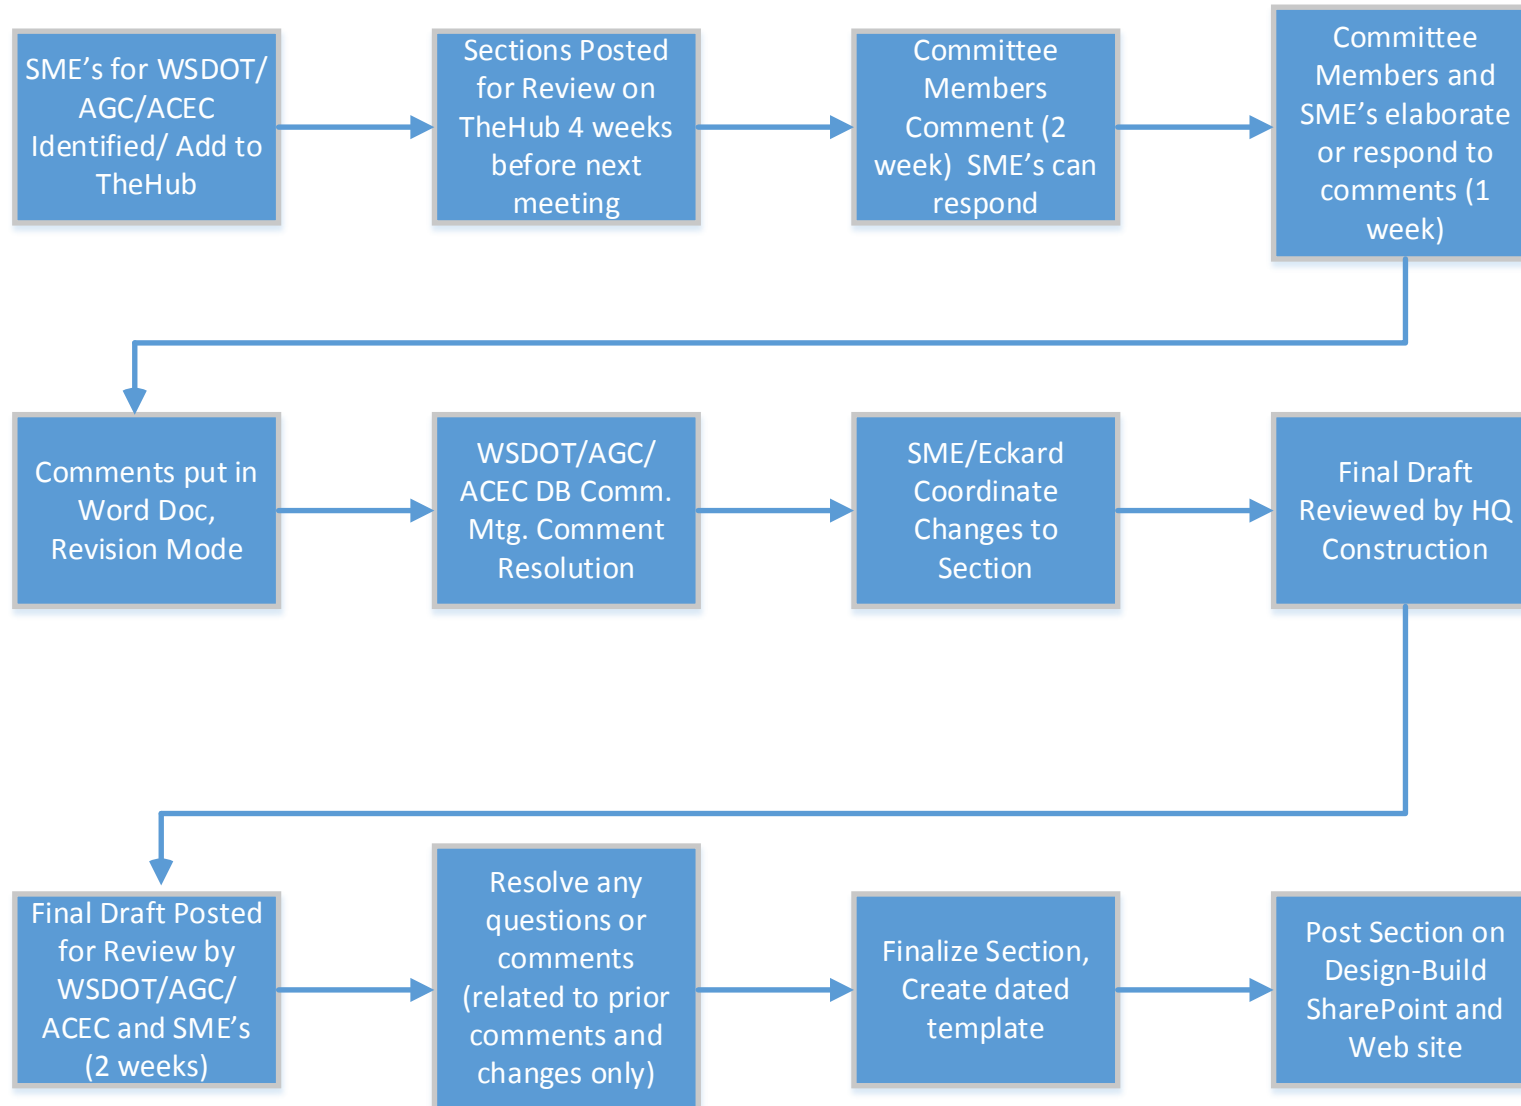 SME's for WSDOT/
AGC/ACEC
Identified/ Add to
TheHub
Sections Posted
for Review on
TheHub 4 weeks
before next
meeting
Committee
Members
Comment (2
week)  SME's can
respond
Committee
Members and
SME's elaborate
or respond to
comments (1
week)
Comments put in
Word Doc,
Revision Mode
WSDOT/AGC/
ACEC DB Comm.
Mtg. Comment
Resolution
SME/Eckard
Coordinate
Changes to
Section
Final Draft
Reviewed by HQ
Construction
Final Draft Posted
for Review by
WSDOT/AGC/
ACEC and SME's
(2 weeks)
Resolve any
questions or
comments
(related to prior
comments and
changes only)
Finalize Section,
Create dated
template
Post Section on
Design-Build
SharePoint and
Web site